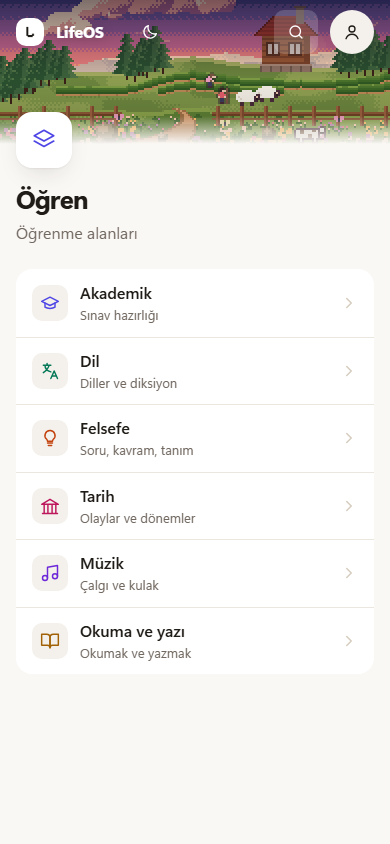 L LifeOS
Öğren
Öğrenme alanları
Akademik
Sınav hazırlığı
Dil
Diller ve diksiyon
Felsefe
Soru, kavram, tanım
Tarih
Olaylar ve dönemler
Müzik
Çalgı ve kulak
Okuma ve yazı
Okumak ve yazmak